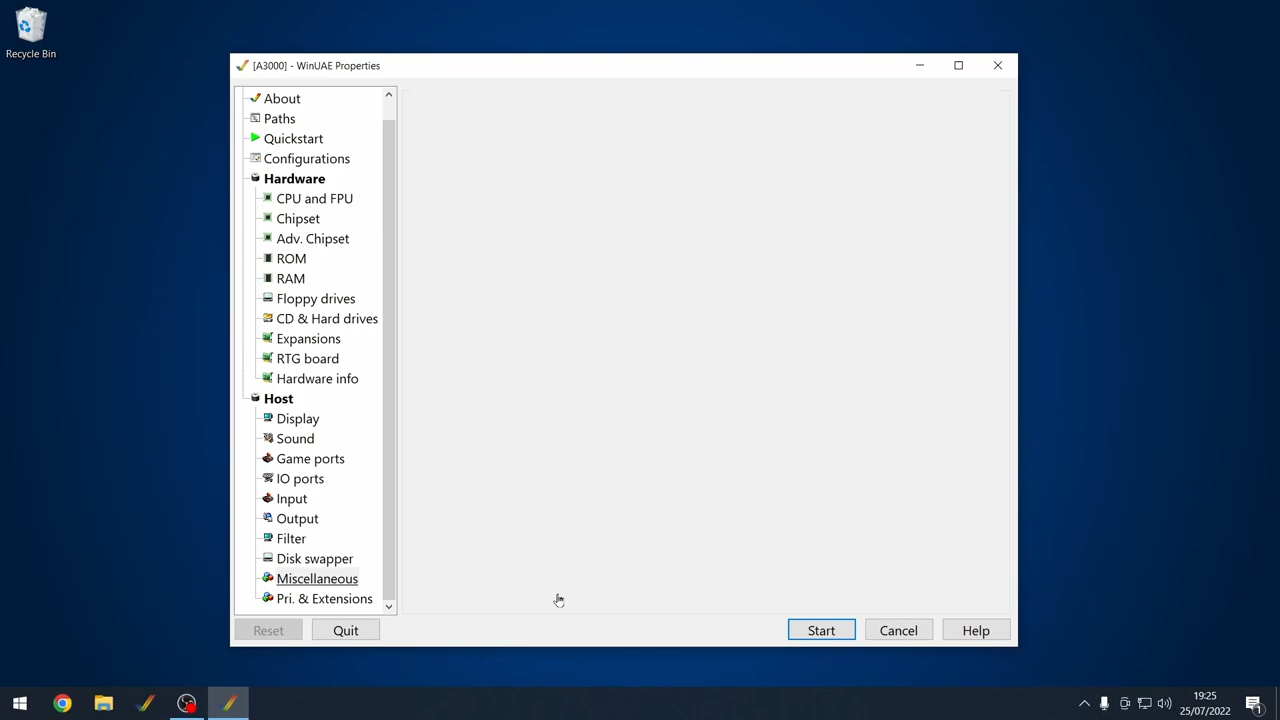 Recycle Bin
[A3000] - WinUAE Properties
About
Paths
Quickstart
Configurations
Hardware
CPU and FPU
Chipset
Adv. Chipset
ROM
RAM
Floppy drives
CD & Hard drives
Expansions
RTG board
Hardware info
Host
Display
Sound
Game ports
IO ports
Input
Output
Filter
Disk swapper
Miscellaneous
Pri. & Extensions
Reset
Quit
Start
Cancel
Help
19:25
25/07/2022
1